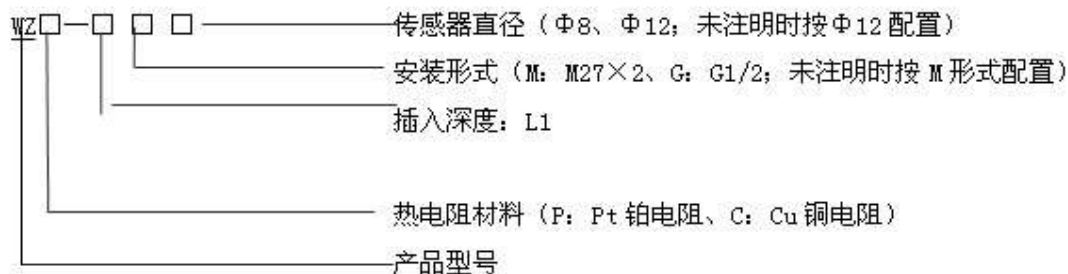 WZ□—□ □ □
传感器直径（Φ8、Φ12；未注明时按Φ12配置）
安装形式（M：M27×2、G：G1/2；未注明时按M形式配置）
插入深度：L1
热电阻材料（P：Pt铂电阻、C：Cu铜电阻）
产品型号